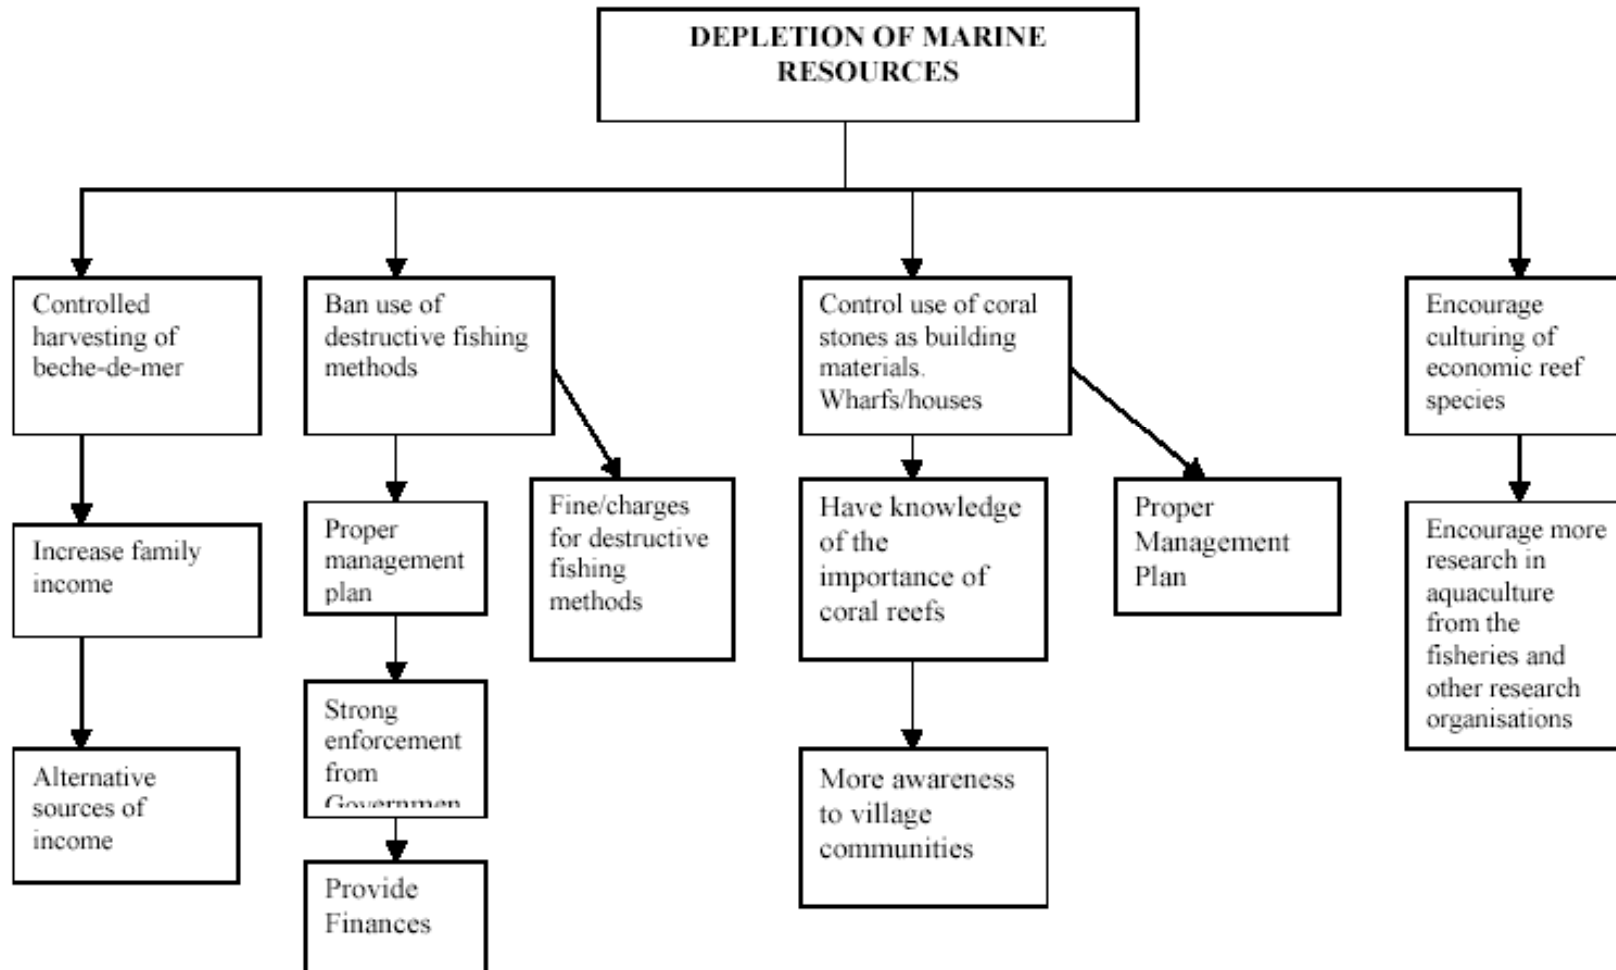 DEPLETION OF MARINE
RESOURCES
Controlled
harvesting of
beche-de-mer
Increase family
income
Alternative
sources of
income
Ban use of
destructive fishing
methods
Proper
management
plan
Strong
enforcement
from
Governmen
Provide
Finances
Fine/charges
for destructive
fishing
methods
Control use of coral
stones as building
materials.
Wharfs/houses
Have knowledge
of the
importance of
coral reefs
More awareness
to village
communities
Proper
Management
Plan
Encourage
culturing of
economic reef
species
Encourage more
research in
aquaculture
from the
fisheries and
other research
organisations